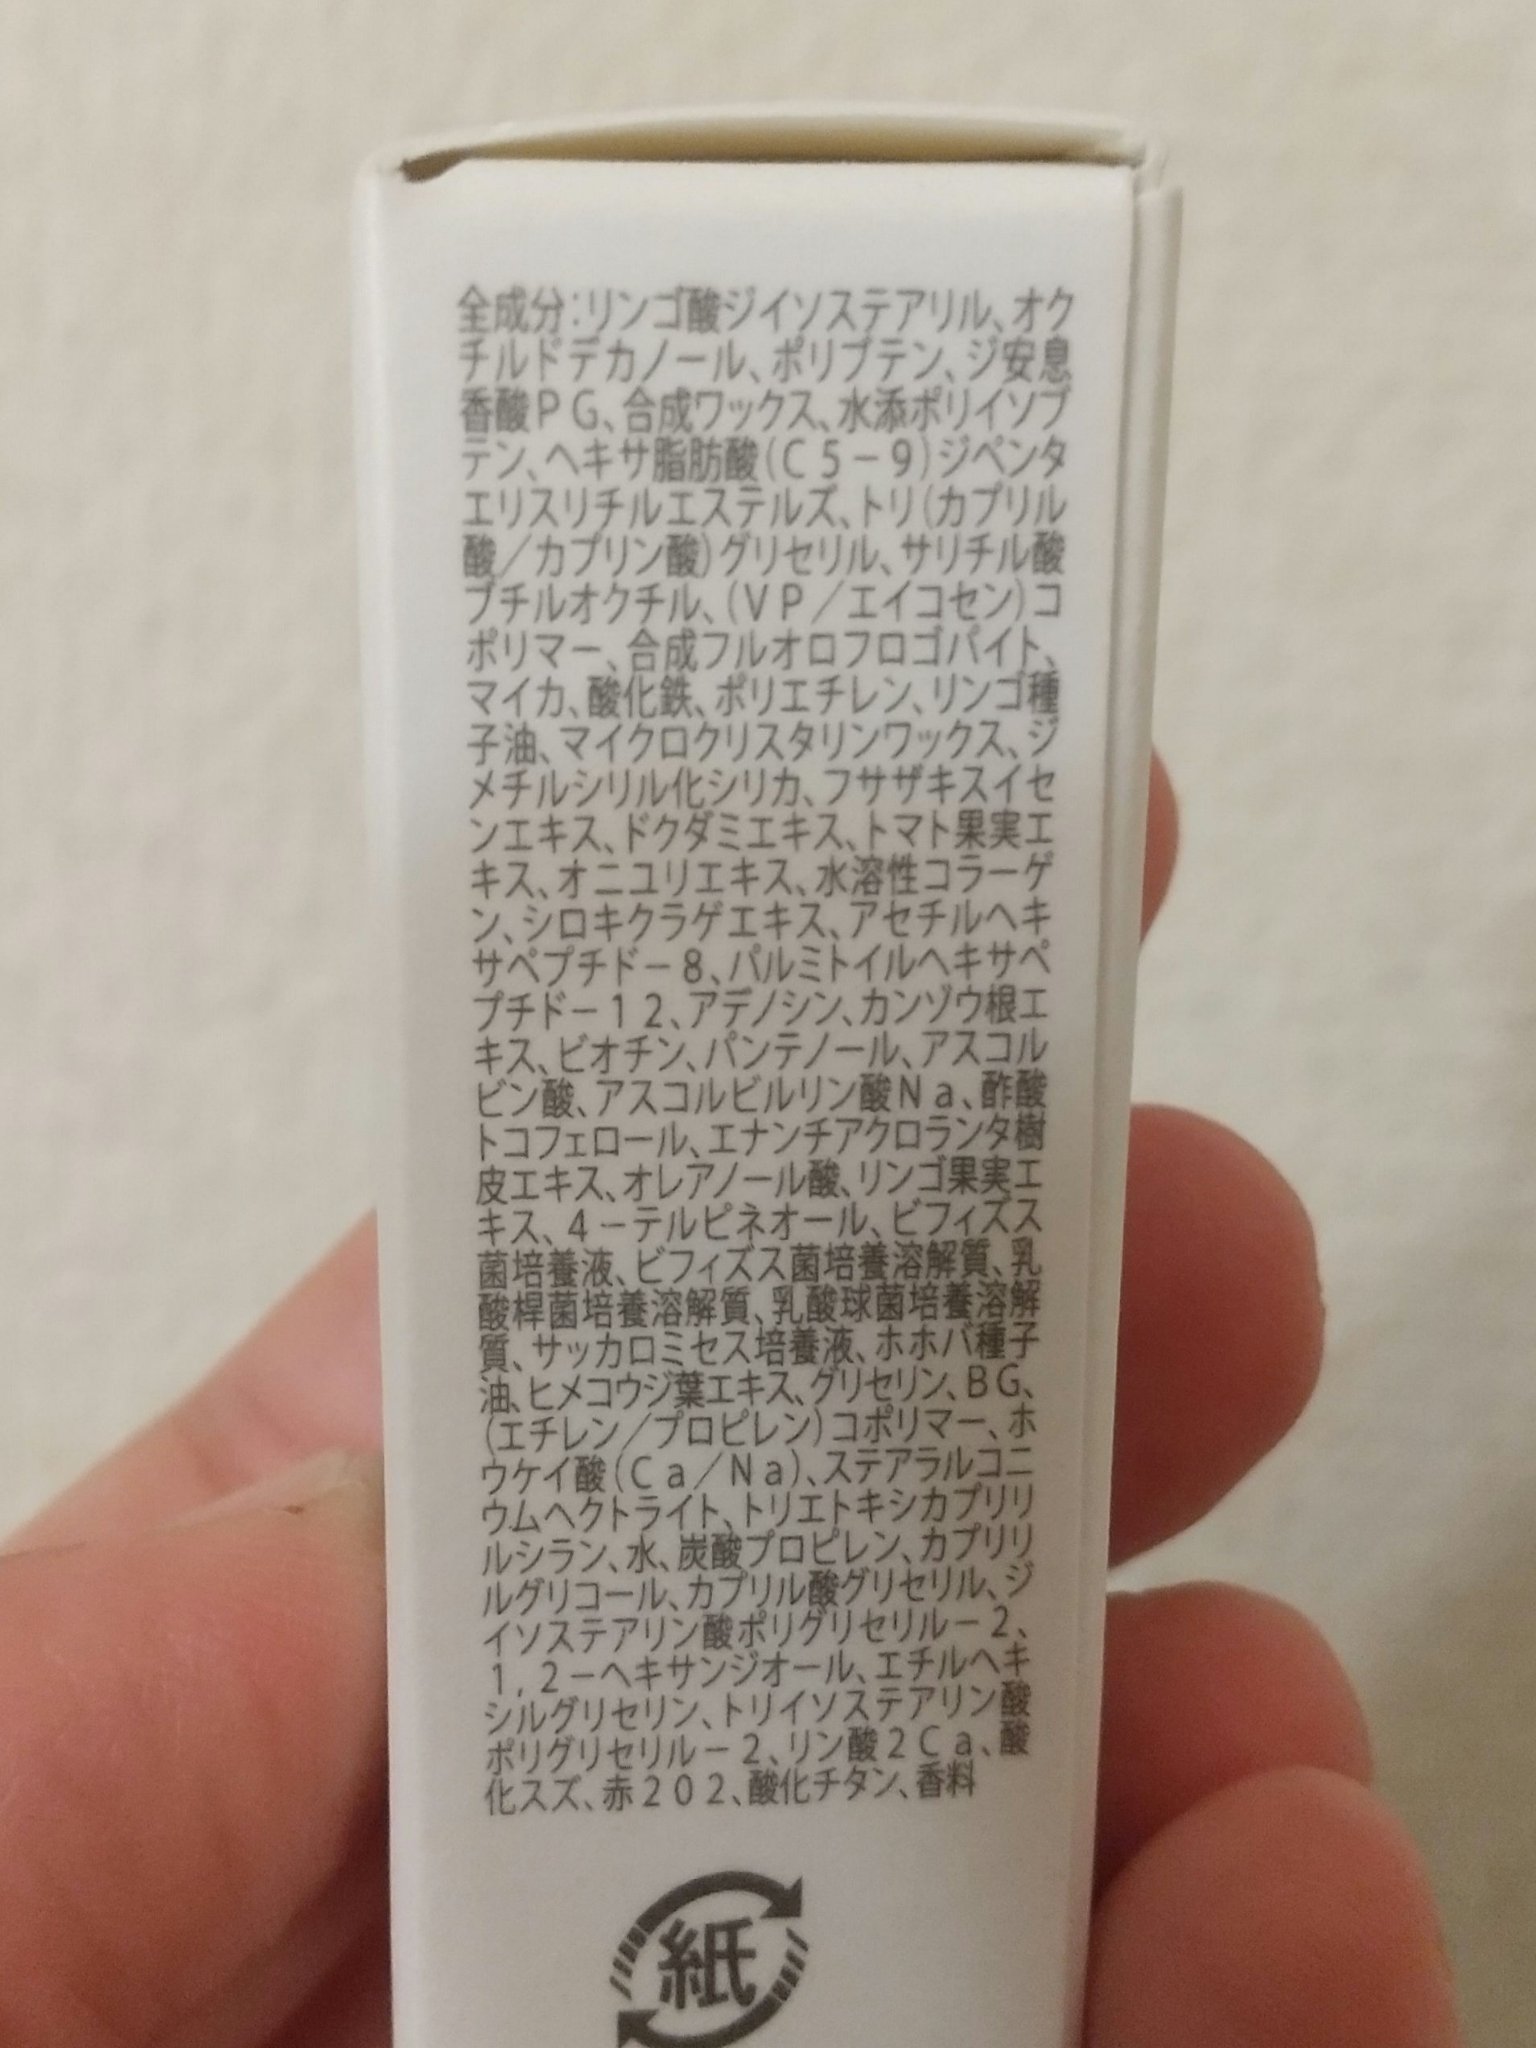 全成分:リンゴ酸ジイソステアリル、オク
チルドデカノール、ポリブテン、ジ安息
香酸PG、合成ワックス、水添ポリイソブ
テン、ヘキサ脂肪酸(C5-9)ジペンタ
エリスリチルエステルズ、トリ(カプリル
酸/カプリン酸)グリセリル、サリチル酸
ブチルオクチル、(VP/エイコセン)コ
ポリマー、合成フルオロフロゴパイト、
マイカ、酸化鉄、ポリエチレン、リンゴ種
子油、マイクロクリスタリンワックス、ジ
メチルシリル化シリカ、フサザキスイセ
ンエキス、ドクダミエキス、トマト果実エ
キス、オニユリエキス、水溶性コラーゲ
ン、シロキクラゲエキス、アセチルヘキ
サペプチド-8、パルミトイルヘキサペ
プチド-12、アデノシン、カンゾウ根エ
キス、ビオチン、パンテノール、アスコル
ビン酸、アスコルビルリン酸Na、酢酸
トコフェロール、エナンチアクロランタ樹
皮エキス、オレアノール酸、リンゴ果実エ
キス、4-テルピネオール、ビフィズス
菌培養液、ビフィズス菌培養溶解質、乳
酸桿菌培養溶解質、乳酸球菌培養溶解
質、サッカロミセス培養液、ホホバ種子
油、ヒメコウジ葉エキス、グリセリン、BG、
(エチレン/プロピレン)コポリマー、ホ
ウケイ酸(Ca/Na)、ステアラルコニ
ウムヘクトライト、トリエトキシカプリリ
ルシラン、水、炭酸プロピレン、カプリリ
ルグリコール、カプリル酸グリセリル、ジ
イソステアリン酸ポリグリセリル-2、
1,2-ヘキサンジオール、エチルヘキ
シルグリセリン、トリイソステアリン酸
ポリグリセリル-2、リン酸2Ca、酸
化スズ、赤202、酸化チタン、香料
紙